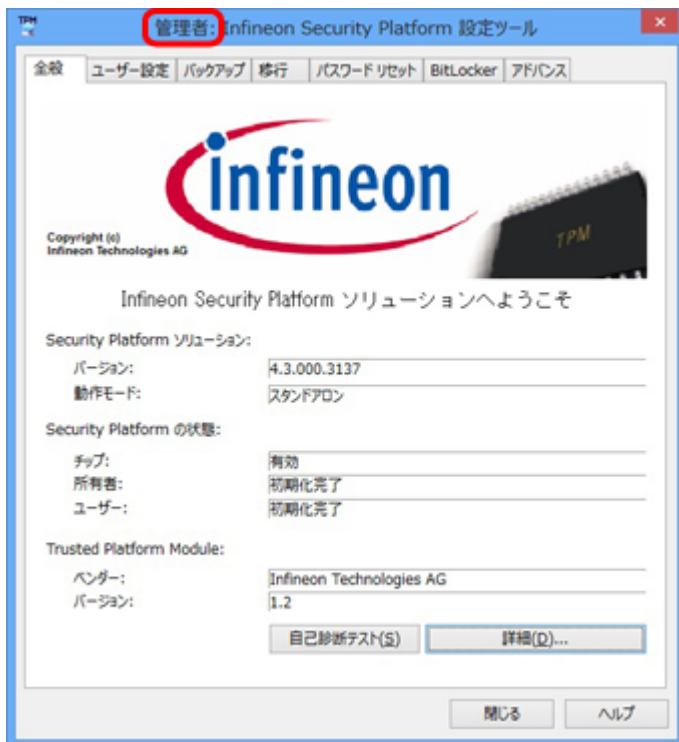 TPM
管理者: Infineon Security Platform 設定ツール
全般 ユーザー設定 バックアップ 移行 パスワード リセット BitLocker アドバンス
infineon
TPM
Copyright (c)
Infineon Technologies AG
Infineon Security Platform ソリューションへようこそ
Security Platform ソリューション:
バージョン: 4.3.000.3137
動作モード: スタンドアロン
Security Platform の状態:
チップ: 有効
所有者: 初期化完了
ユーザー: 初期化完了
Trusted Platform Module:
ベンダー: Infineon Technologies AG
バージョン: 1.2
自己診断テスト(S) 詳細(D)...
閉じる ヘルプ